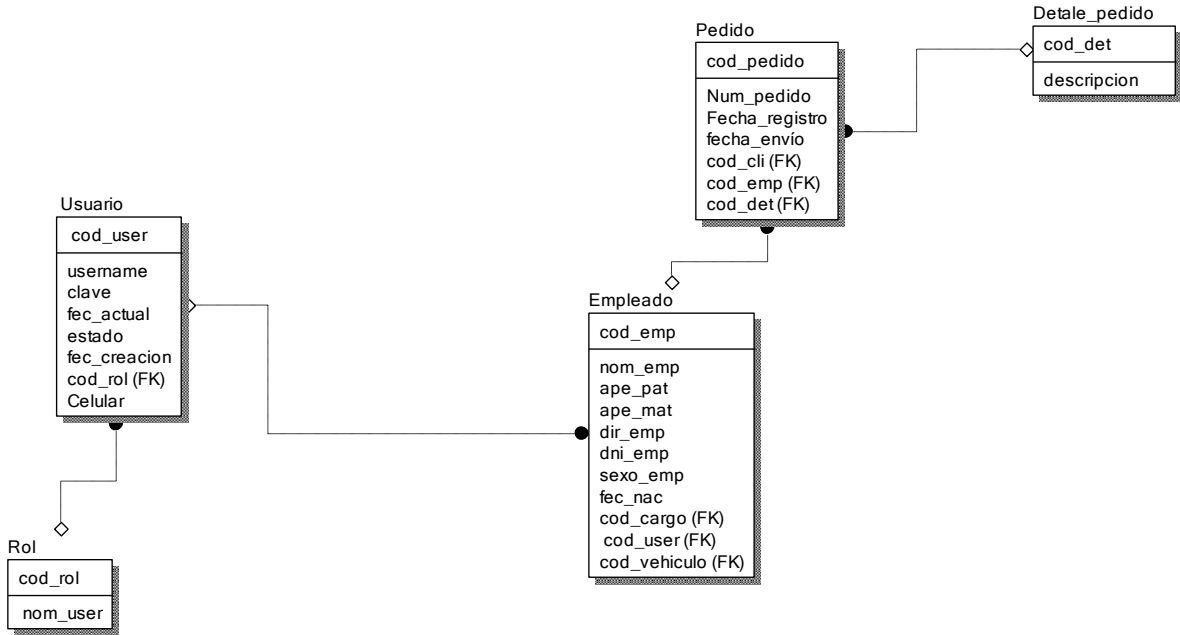 Detale_pedido
cod_det
descripcion
Pedido
cod_pedido
Num_pedido
Fecha_registro
fecha_envío
cod_cli (FK)
cod_emp (FK)
cod_det (FK)
Usuario
cod_user
username
clave
fec_actual
estado
fec_creacion
cod_rol (FK)
Celular
Empleado
cod_emp
nom_emp
ape_pat
ape_mat
dir_emp
dni_emp
sexo_emp
fec_nac
cod_cargo (FK)
cod_user (FK)
cod_vehiculo (FK)
Rol
cod_rol
nom_user